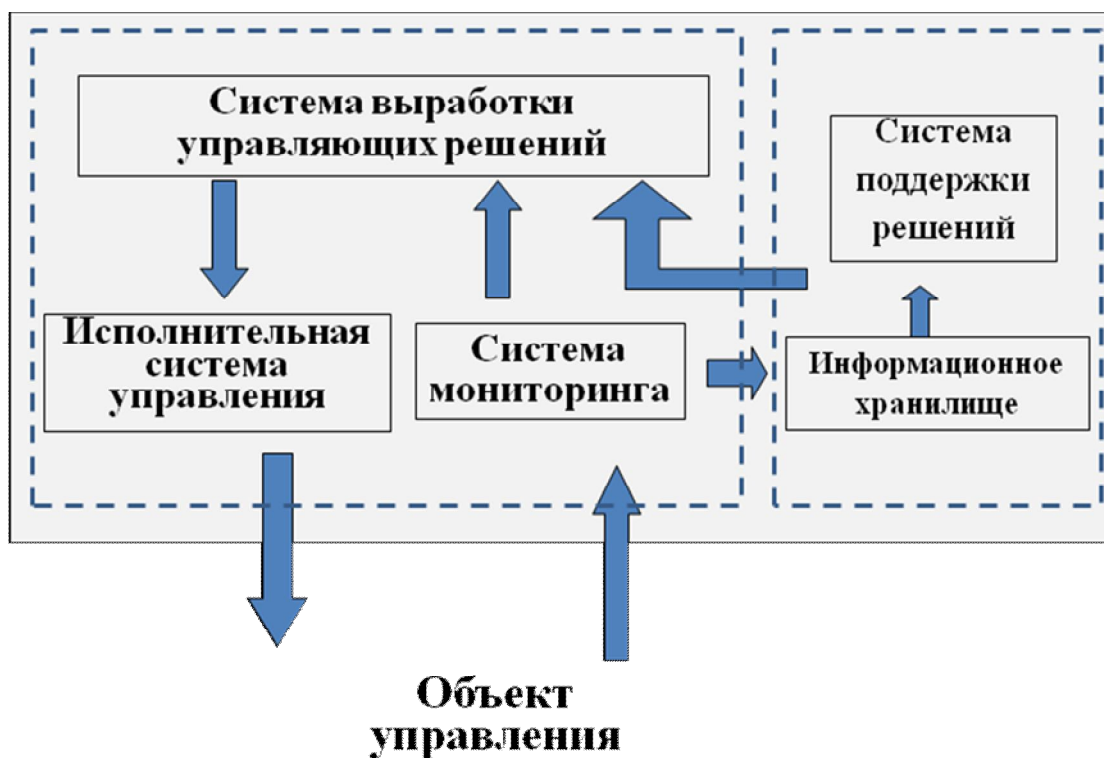 Система выработки
управляющих решений
Система
поддержки
решений
Исполнительная
система
управления
Система
мониторинга
Информационное
хранилище
Объект
управления